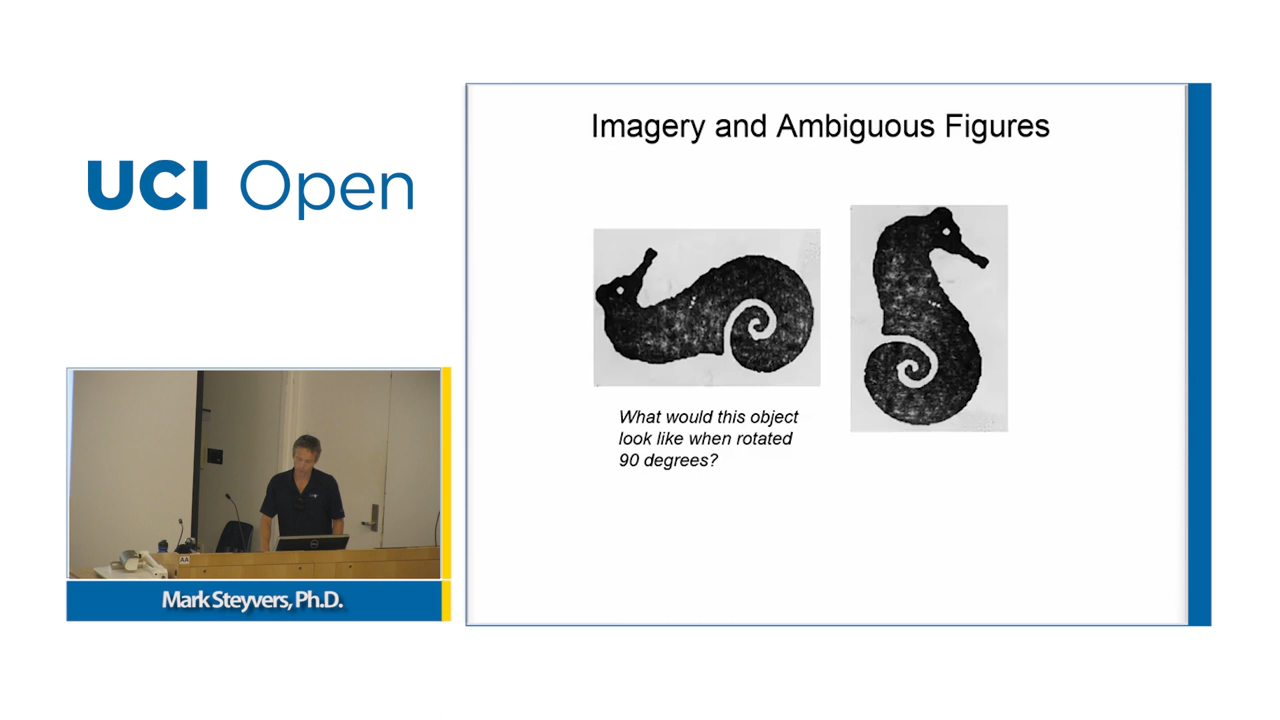 UCI Open
Imagery and Ambiguous Figures
What would this object
look like when rotated
90 degrees?
AA
Mark Steyvers, Ph.D.